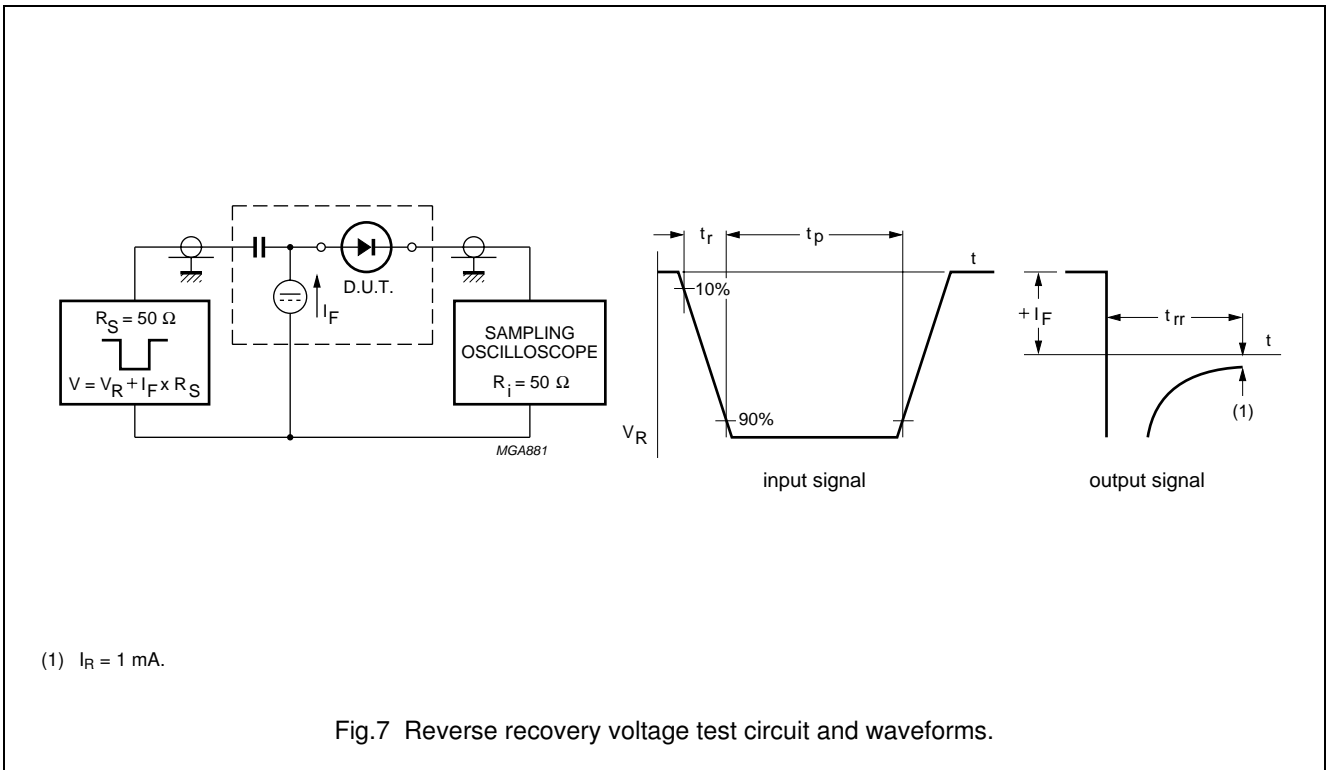 R_S = 50 Ω
V = V_R + I_F x R_S
I_F
D.U.T.
SAMPLING
OSCILLOSCOPE
R_i = 50 Ω
MGA881
t_r
t_p
t
10%
90%
V_R
input signal
+ I_F
t_rr
t
(1)
output signal
(1) I_R = 1 mA.
Fig.7 Reverse recovery voltage test circuit and waveforms.